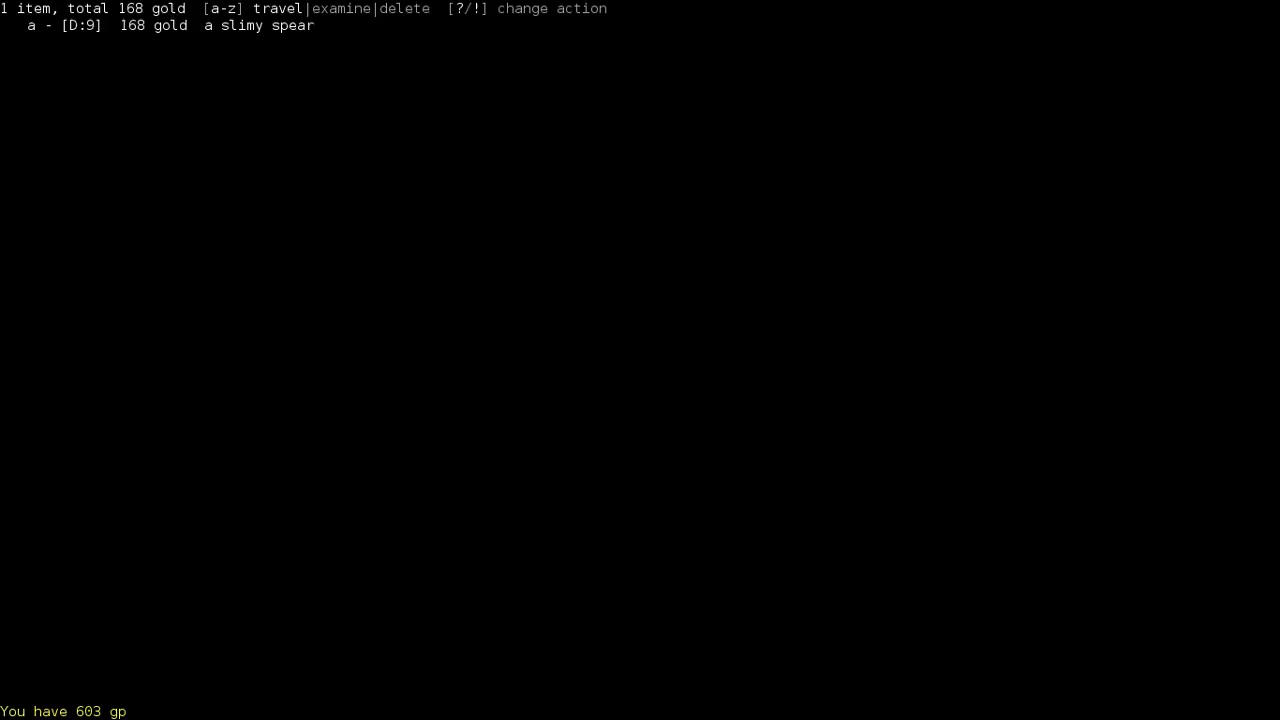 1 item, total 168 gold  [a-z] travel|examine|delete  [?/!] change action
a - [D:9]  168 gold  a slimy spear
You have 603 gp